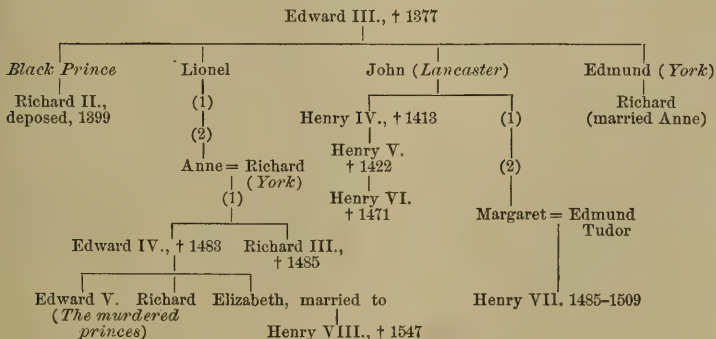 Edward III., † 1377
Black Prince Lionel John (Lancaster) Edmund (York)
Richard II., (1) Henry IV., † 1413 (1) Richard
deposed, 1399 (married Anne)
(2) Henry V.
† 1422 (2)
Anne = Richard
(York) Henry VI.
(1) † 1471 Margaret = Edmund
Tudor
Edward IV., † 1483 Richard III.,
† 1485
Edward V. Richard Elizabeth, married to Henry VII. 1485–1509
(The murdered
princes) Henry VIII., † 1547